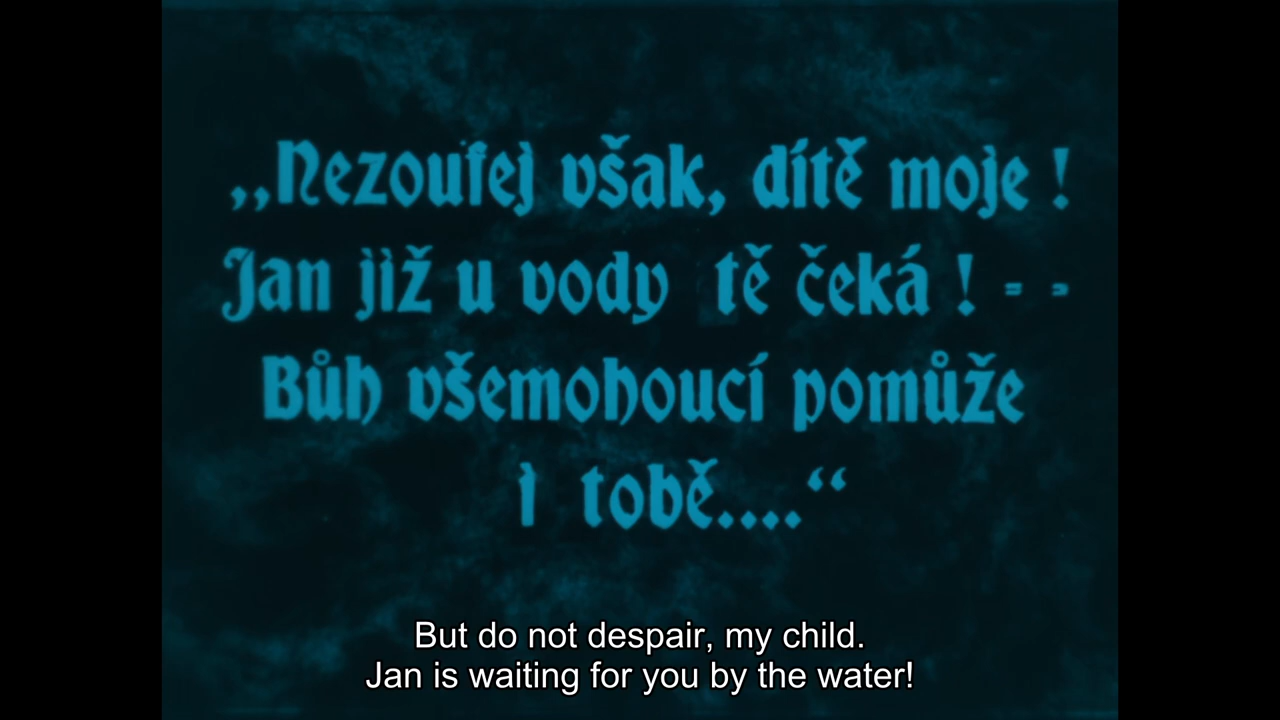 „Nezoufej však, dítě moje !
Jan již u vody tě čeká ! - -
Bůh všemohoucí pomůže
i tobě....“
But do not despair, my child.
Jan is waiting for you by the water!